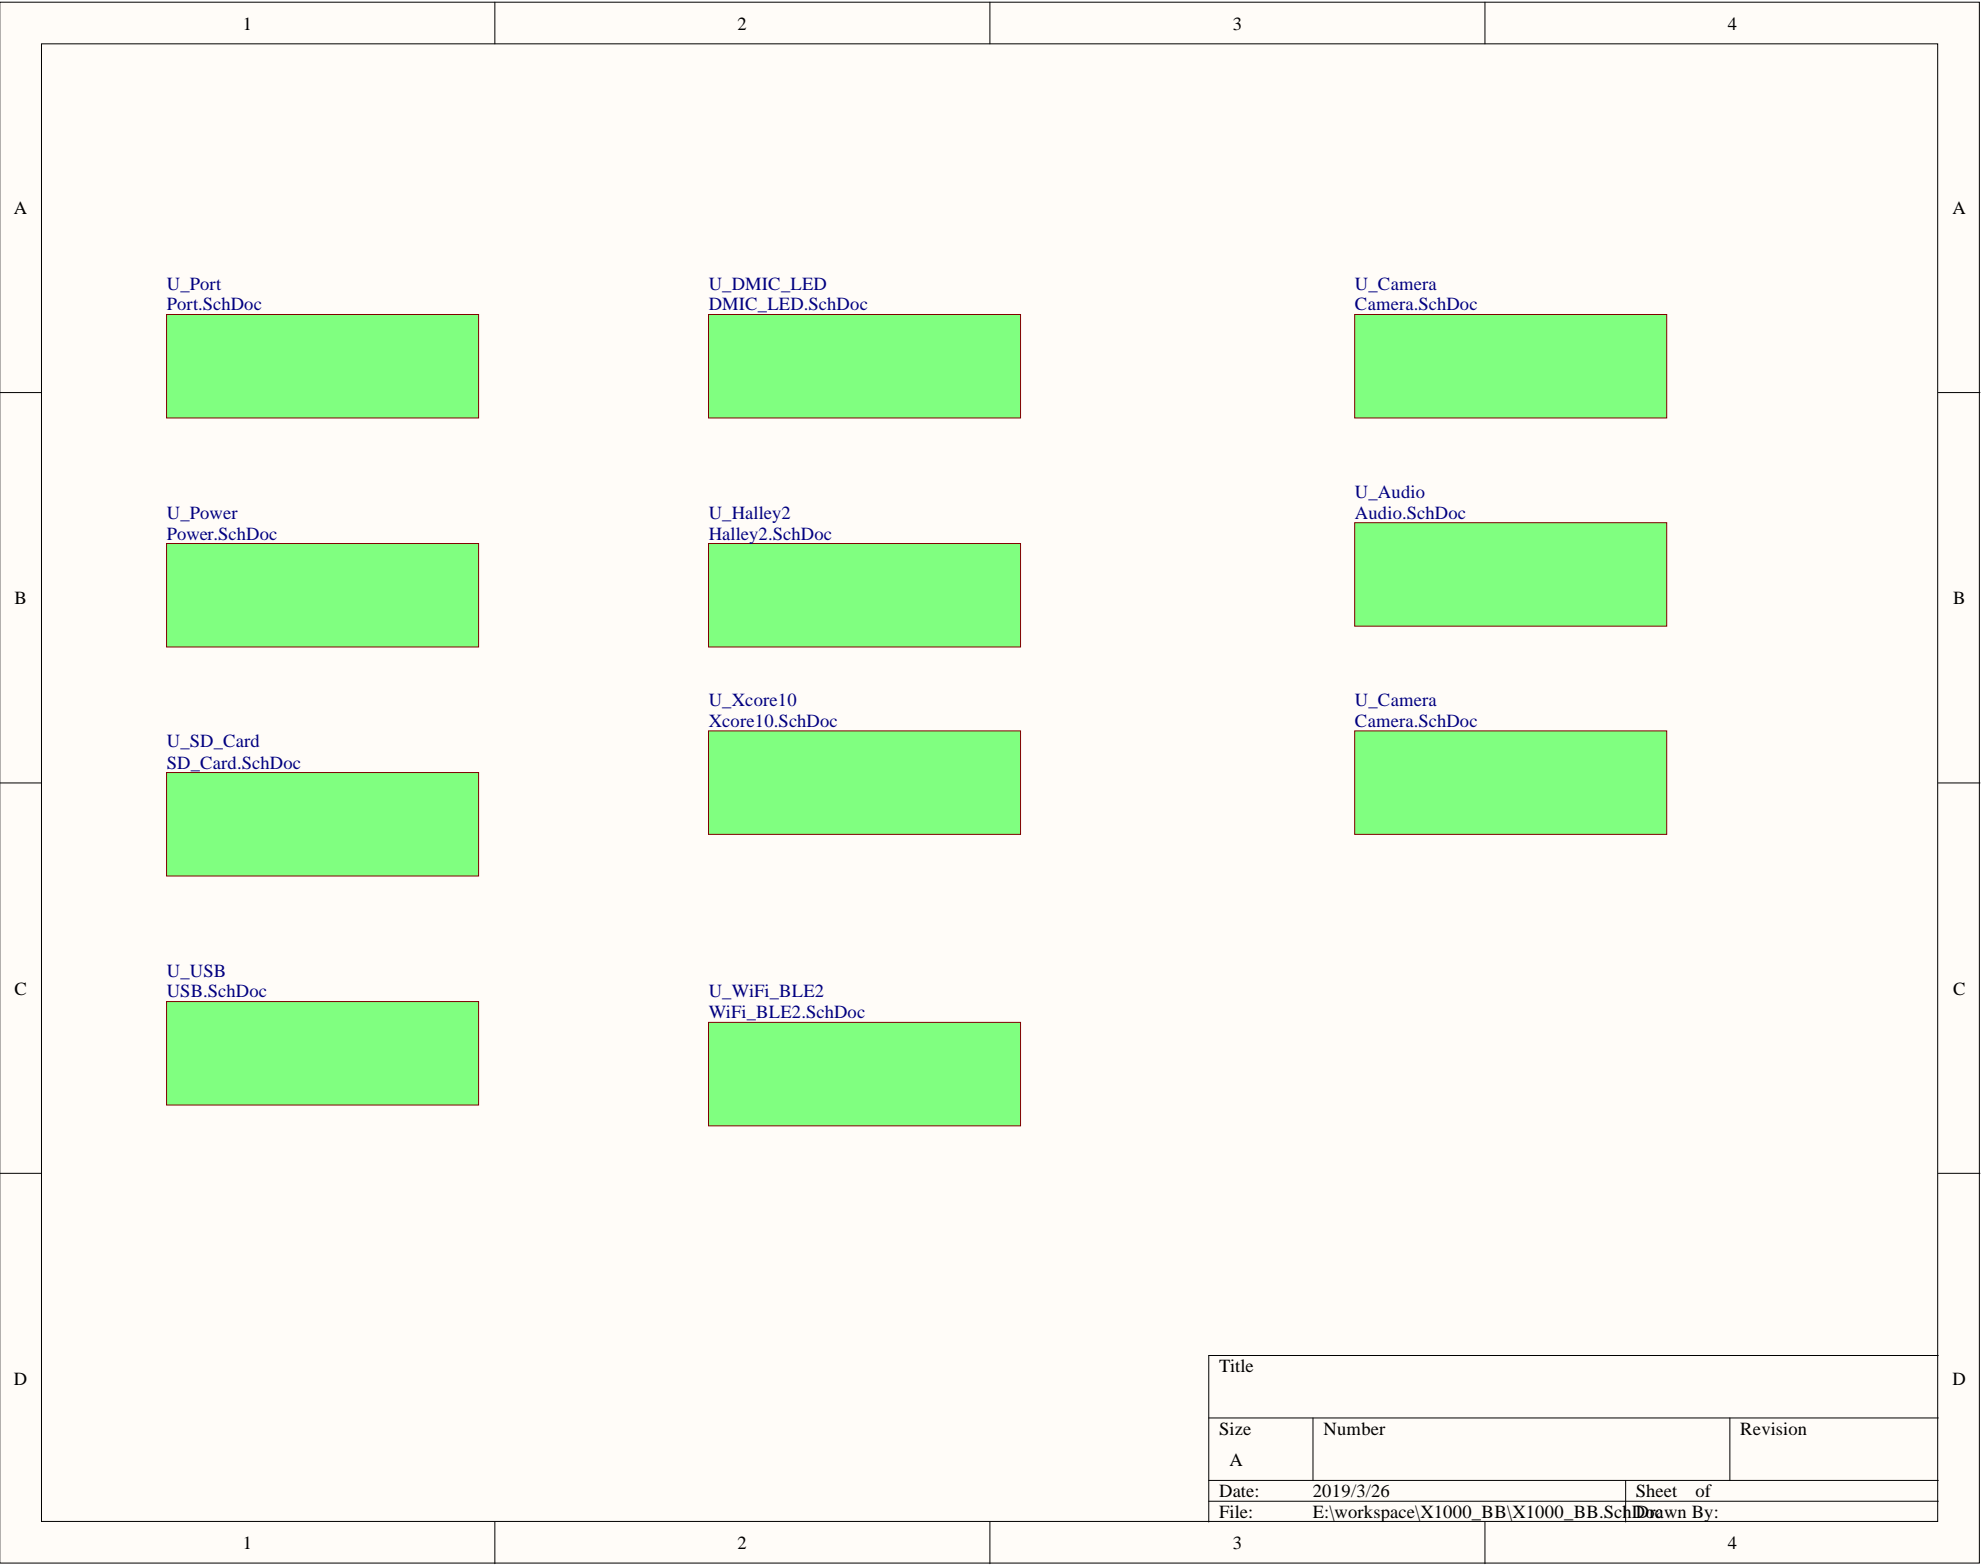 1 2 3 4
A A
U_Port
Port.SchDoc
U_DMIC_LED
DMIC_LED.SchDoc
U_Camera
Camera.SchDoc
U_Power
Power.SchDoc
U_Halley2
Halley2.SchDoc
U_Audio
Audio.SchDoc
B B
U_SD_Card
SD_Card.SchDoc
U_Xcore10
Xcore10.SchDoc
U_Camera
Camera.SchDoc
U_USB
USB.SchDoc
U_WiFi_BLE2
WiFi_BLE2.SchDoc
C C
D D
Title
Size Number Revision
A
Date: 2019/3/26 Sheet of
File: E:\workspace\X1000_BB\X1000_BB.SchDoc Drawn By:
1 2 3 4